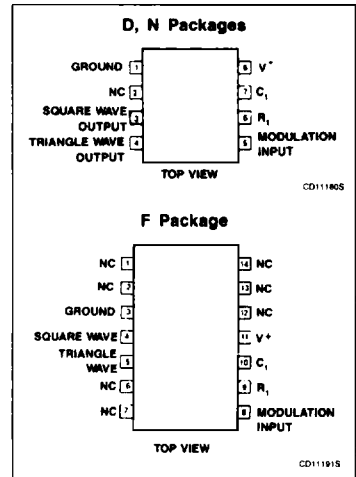 D, N Packages
GROUND 1
NC 2
SQUARE WAVE OUTPUT 3
TRIANGLE WAVE OUTPUT 4
8 V+
7 C1
6 R1
5 MODULATION INPUT
TOP VIEW
CD11180S
F Package
NC 1
NC 2
GROUND 3
SQUARE WAVE 4
TRIANGLE WAVE 5
NC 6
NC 7
14 NC
13 NC
12 NC
11 V+
10 C1
9 R1
8 MODULATION INPUT
TOP VIEW
CD11191S